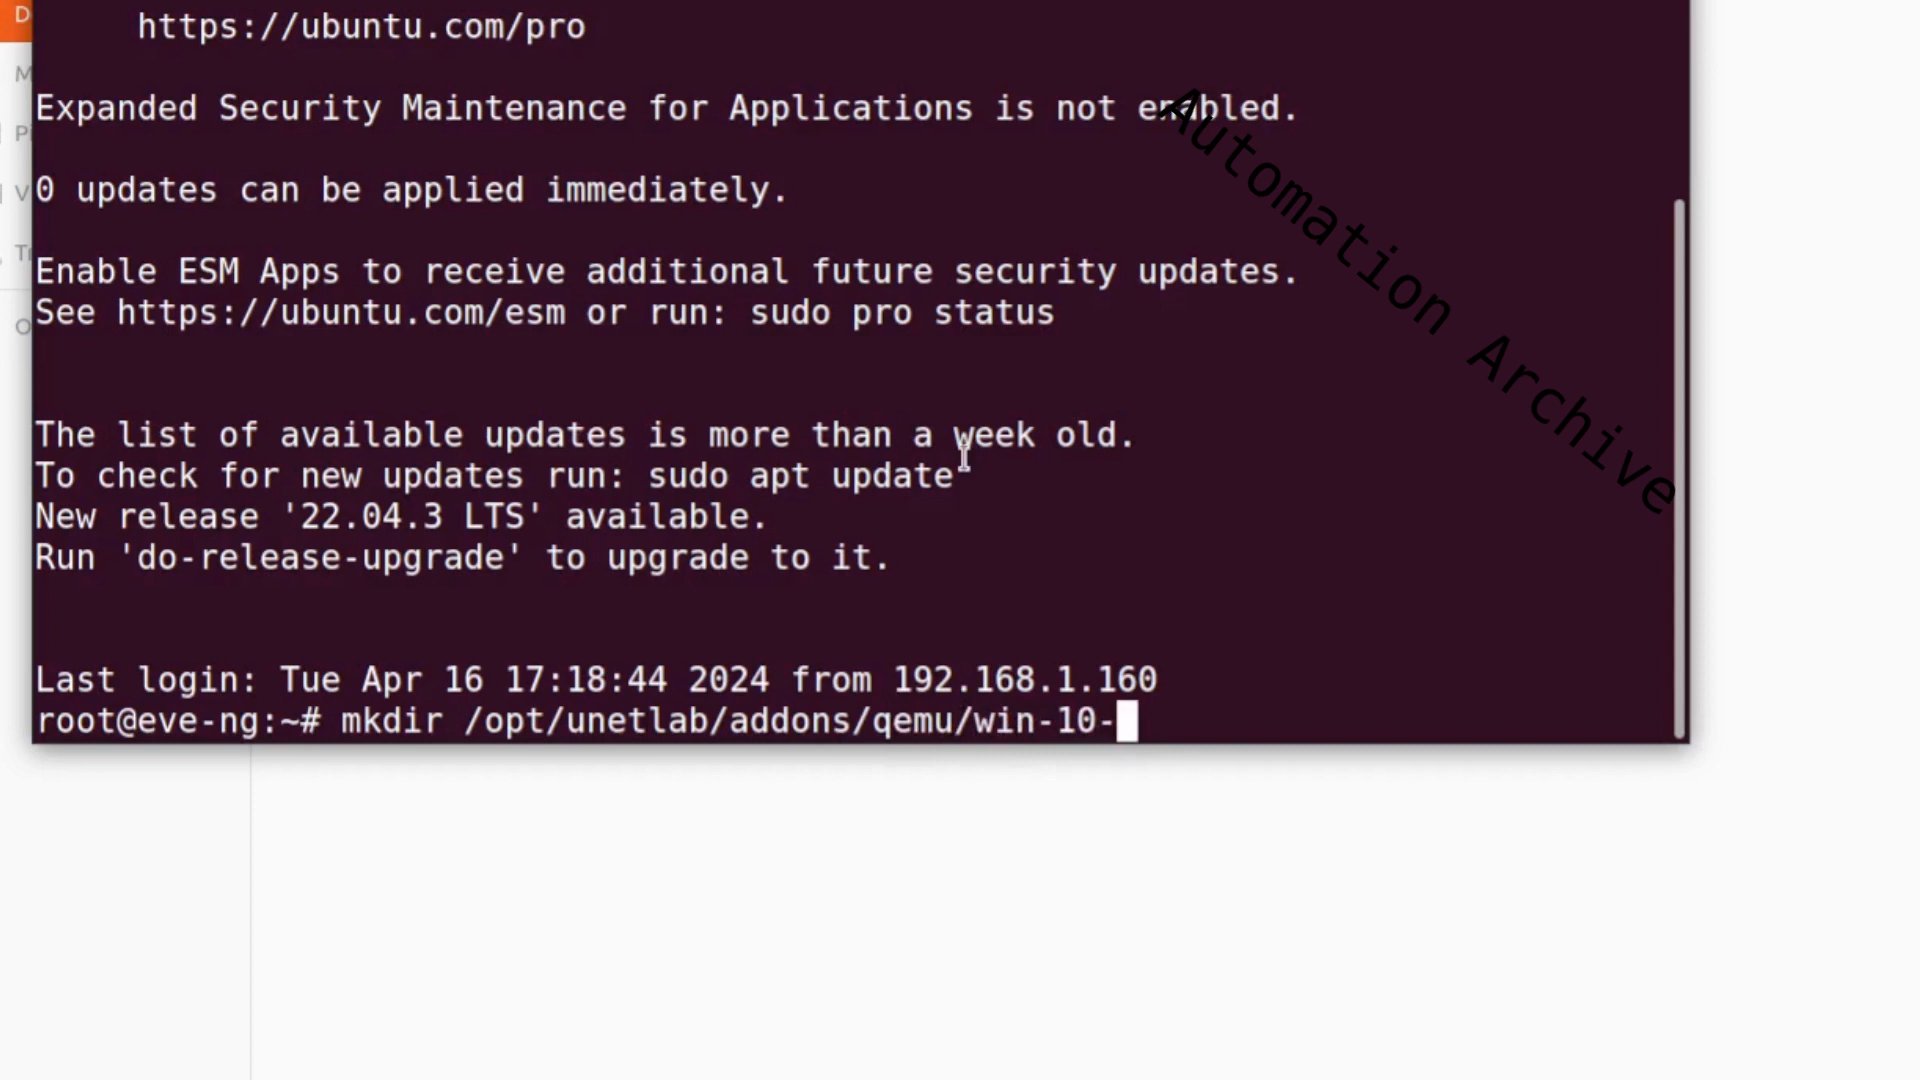 https://ubuntu.com/pro
Expanded Security Maintenance for Applications is not enabled.
0 updates can be applied immediately.
Enable ESM Apps to receive additional future security updates.
See https://ubuntu.com/esm or run: sudo pro status
The list of available updates is more than a week old.
To check for new updates run: sudo apt update
New release '22.04.3 LTS' available.
Run 'do-release-upgrade' to upgrade to it.
Last login: Tue Apr 16 17:18:44 2024 from 192.168.1.160
root@eve-ng:~# mkdir /opt/unetlab/addons/qemu/win-10-
Automation Archive